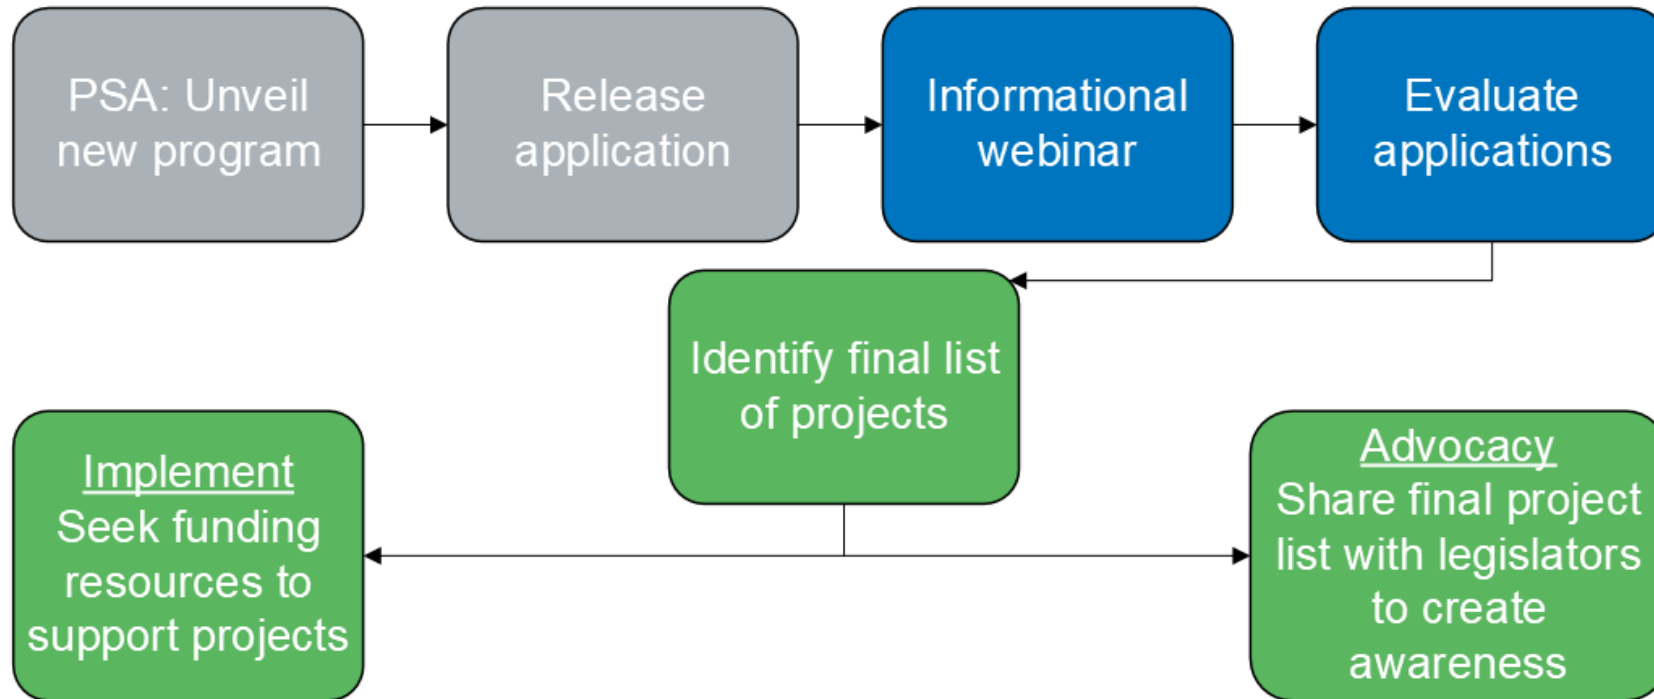 PSA: Unveil
new program
Release
application
Informational
webinar
Evaluate
applications
Identify final list
of projects
Implement
Seek funding
resources to
support projects
Advocacy
Share final project
list with legislators
to create
awareness